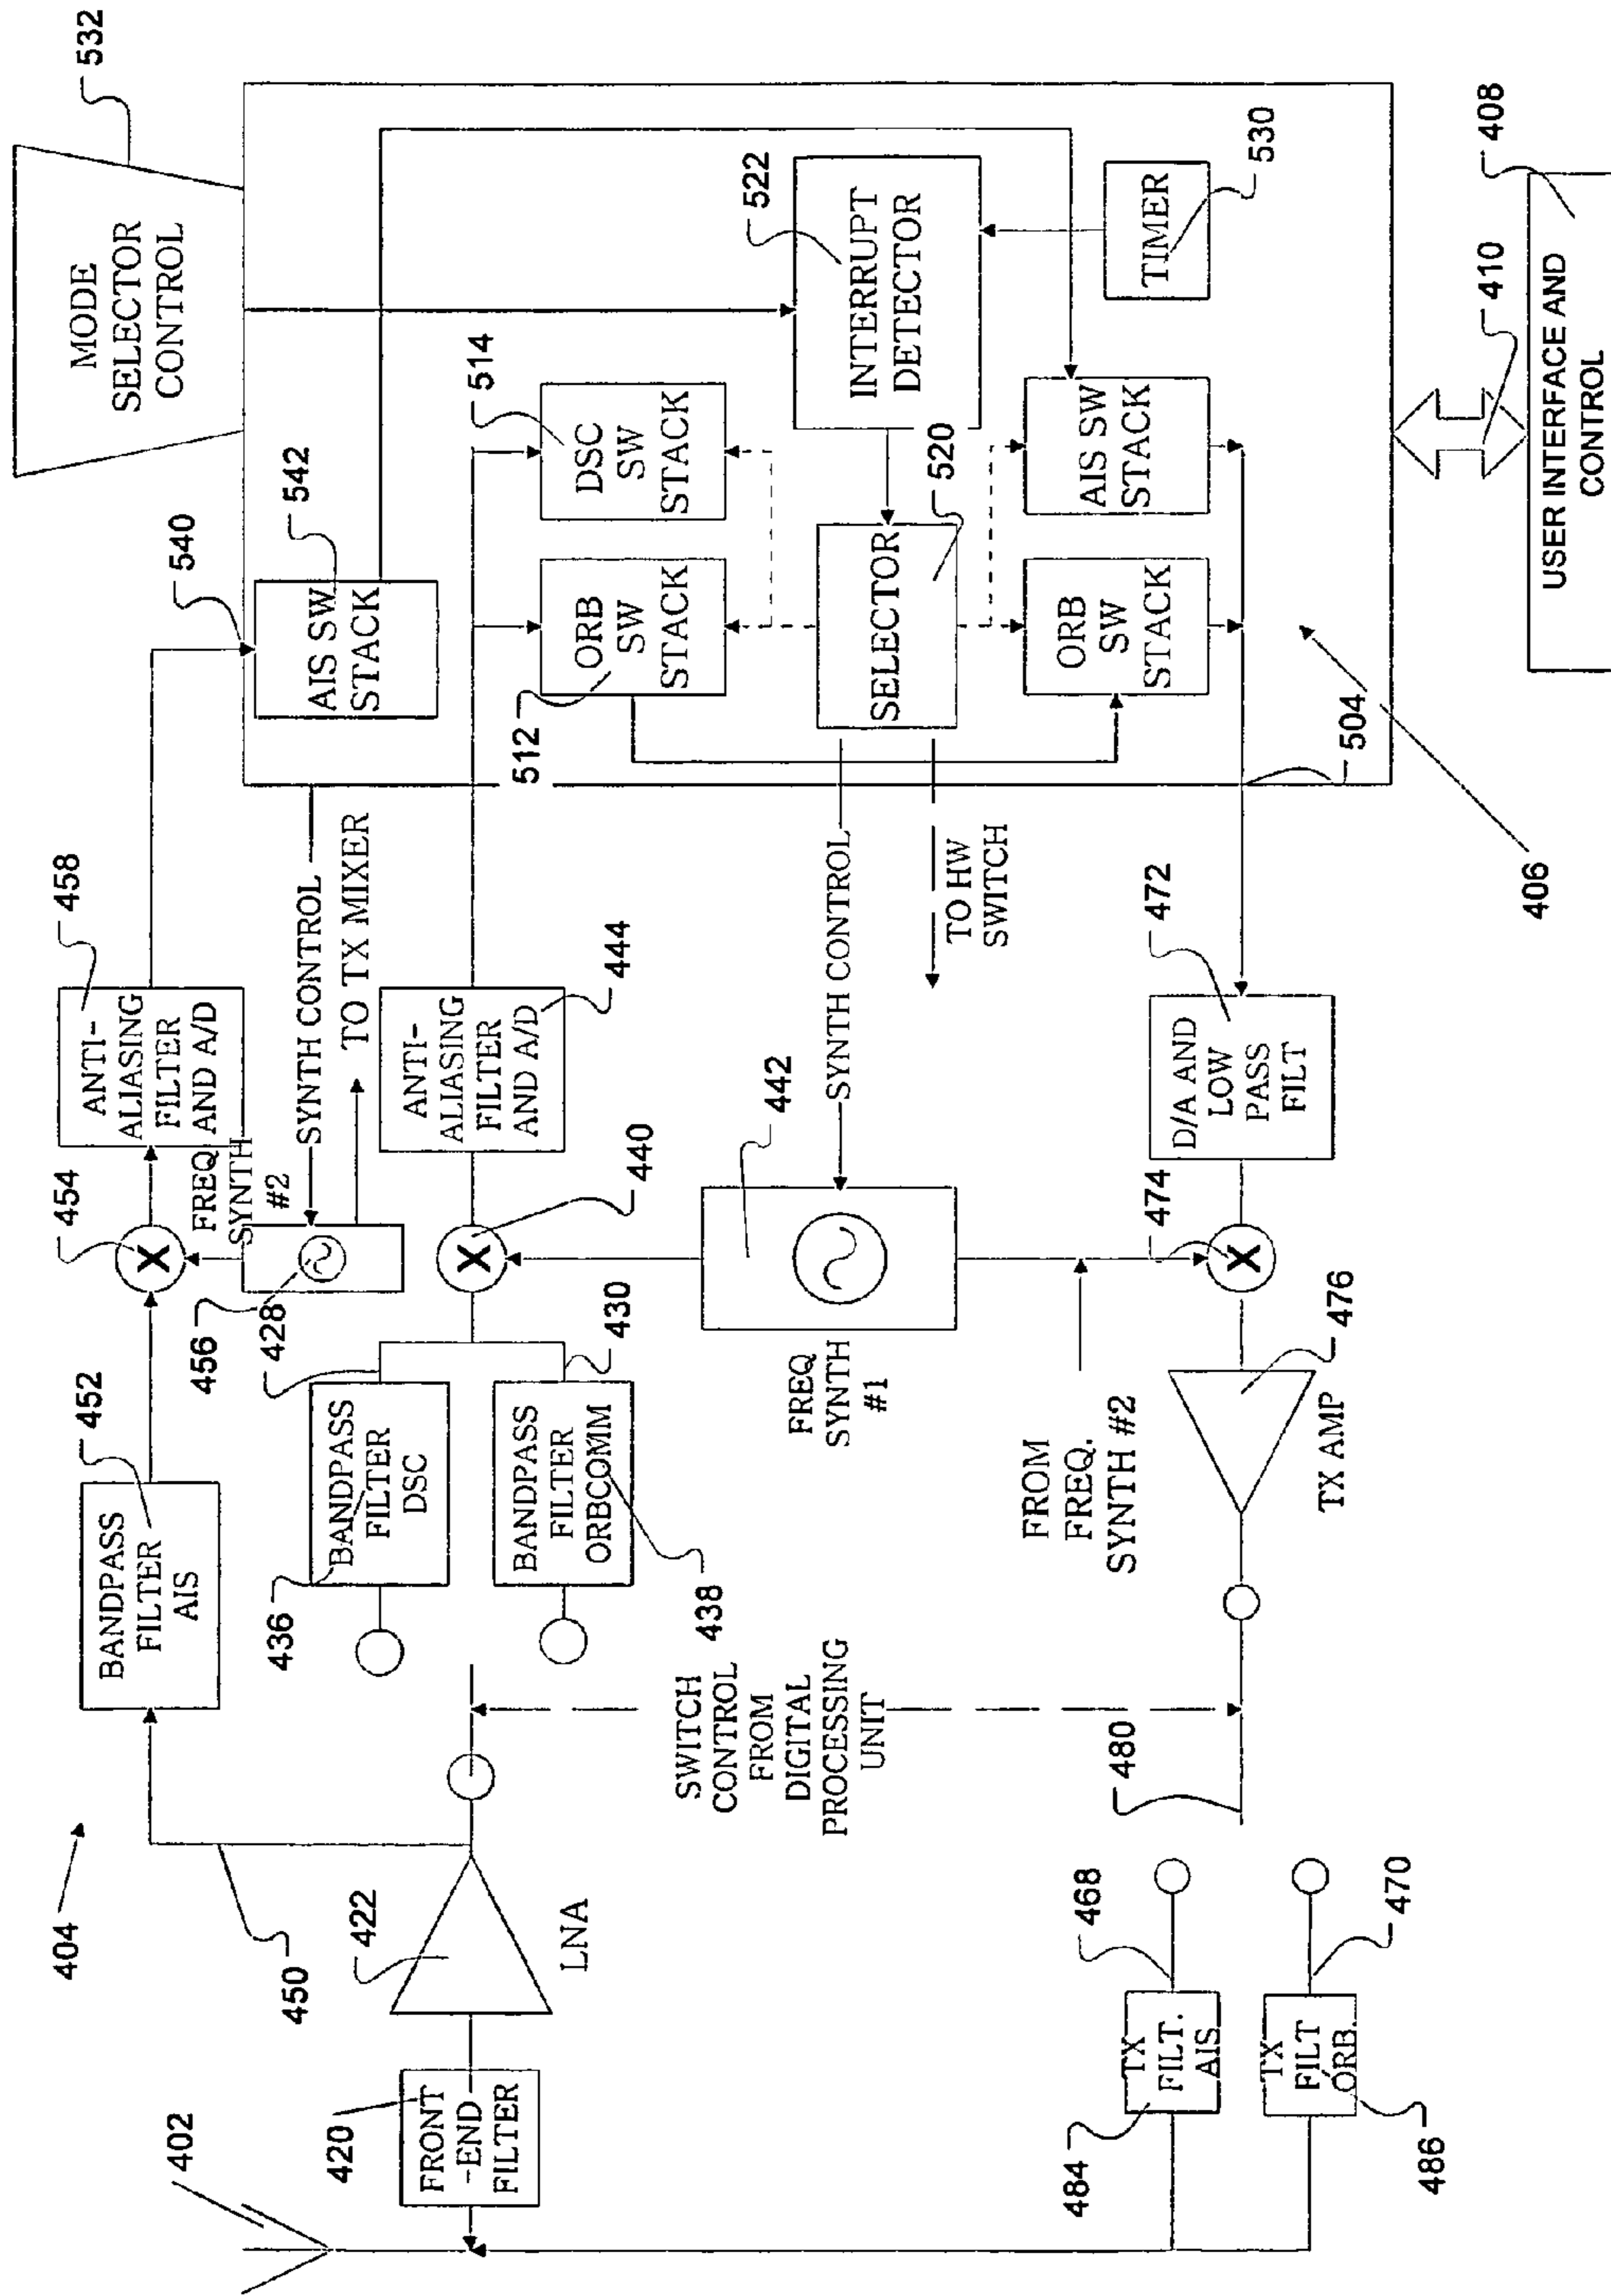 532
MODE
SELECTOR
CONTROL
540
542
AIS SW
STACK
514
DSC
SW
STACK
522
INTERRUPT
DETECTOR
TIMER
530
512
ORB
SW
STACK
SELECTOR
520
ORB
SW
STACK
AIS SW
STACK
504
406
410
408
USER INTERFACE AND
CONTROL
458
ANTI-
ALIASING
FILTER
AND A/D
454
FREQ
SYNTH
#2
456
SYNTH CONTROL
TO TX MIXER
444
ANTI-
ALIASING
FILTER
AND A/D
440
442
SYNTH CONTROL
TO HW
SWITCH
472
D/A AND
LOW
PASS
FILT
474
X
X
X
452
BANDPASS
FILTER
AIS
428
430
436
BANDPASS
FILTER
DSC
BANDPASS
FILTER
ORBCOMM
438
FREQ
SYNTH
#1
FROM
FREQ.
SYNTH #2
476
TX AMP
404
450
422
LNA
SWITCH
CONTROL
FROM
DIGITAL
PROCESSING
UNIT
480
402
420
FRONT
-END
FILTER
468
TX
FILT.
AIS
484
470
TX
FILT
ORB.
486